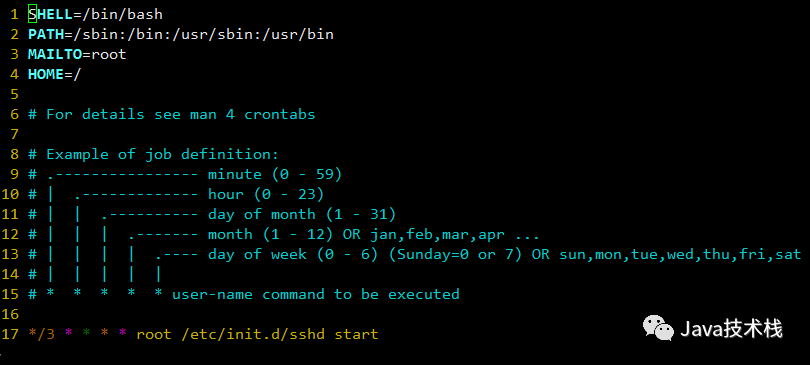 1 SHELL=/bin/bash
2 PATH=/sbin:/bin:/usr/sbin:/usr/bin
3 MAILTO=root
4 HOME=/
5
6 # For details see man 4 crontabs
7
8 # Example of job definition:
9 # .---------------- minute (0 - 59)
10 # |  .------------- hour (0 - 23)
11 # |  |  .---------- day of month (1 - 31)
12 # |  |  |  .------- month (1 - 12) OR jan,feb,mar,apr ...
13 # |  |  |  |  .---- day of week (0 - 6) (Sunday=0 or 7) OR sun,mon,tue,wed,thu,fri,sat
14 # |  |  |  |  |
15 # *  *  *  *  * user-name command to be executed
16
17 */3 * * * * root /etc/init.d/sshd start
Java技术栈